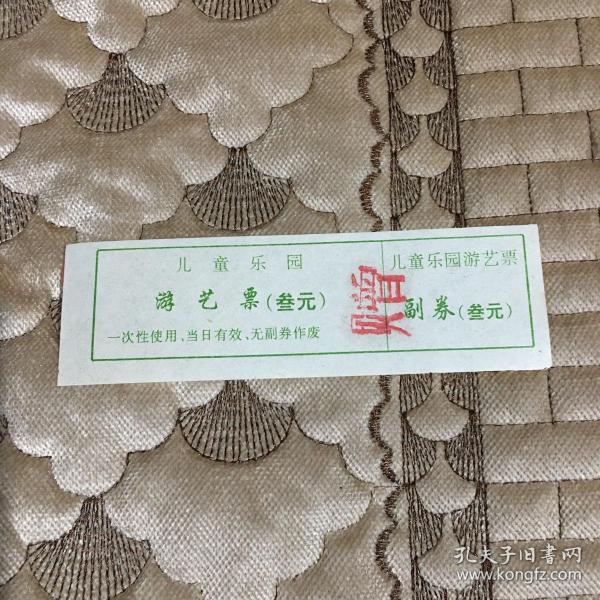 儿童乐园
游艺票(叁元)
一次性使用、当日有效、无副券作废
儿童乐园游艺票
副券(叁元)
孔夫子旧书网
www.kongfz.com